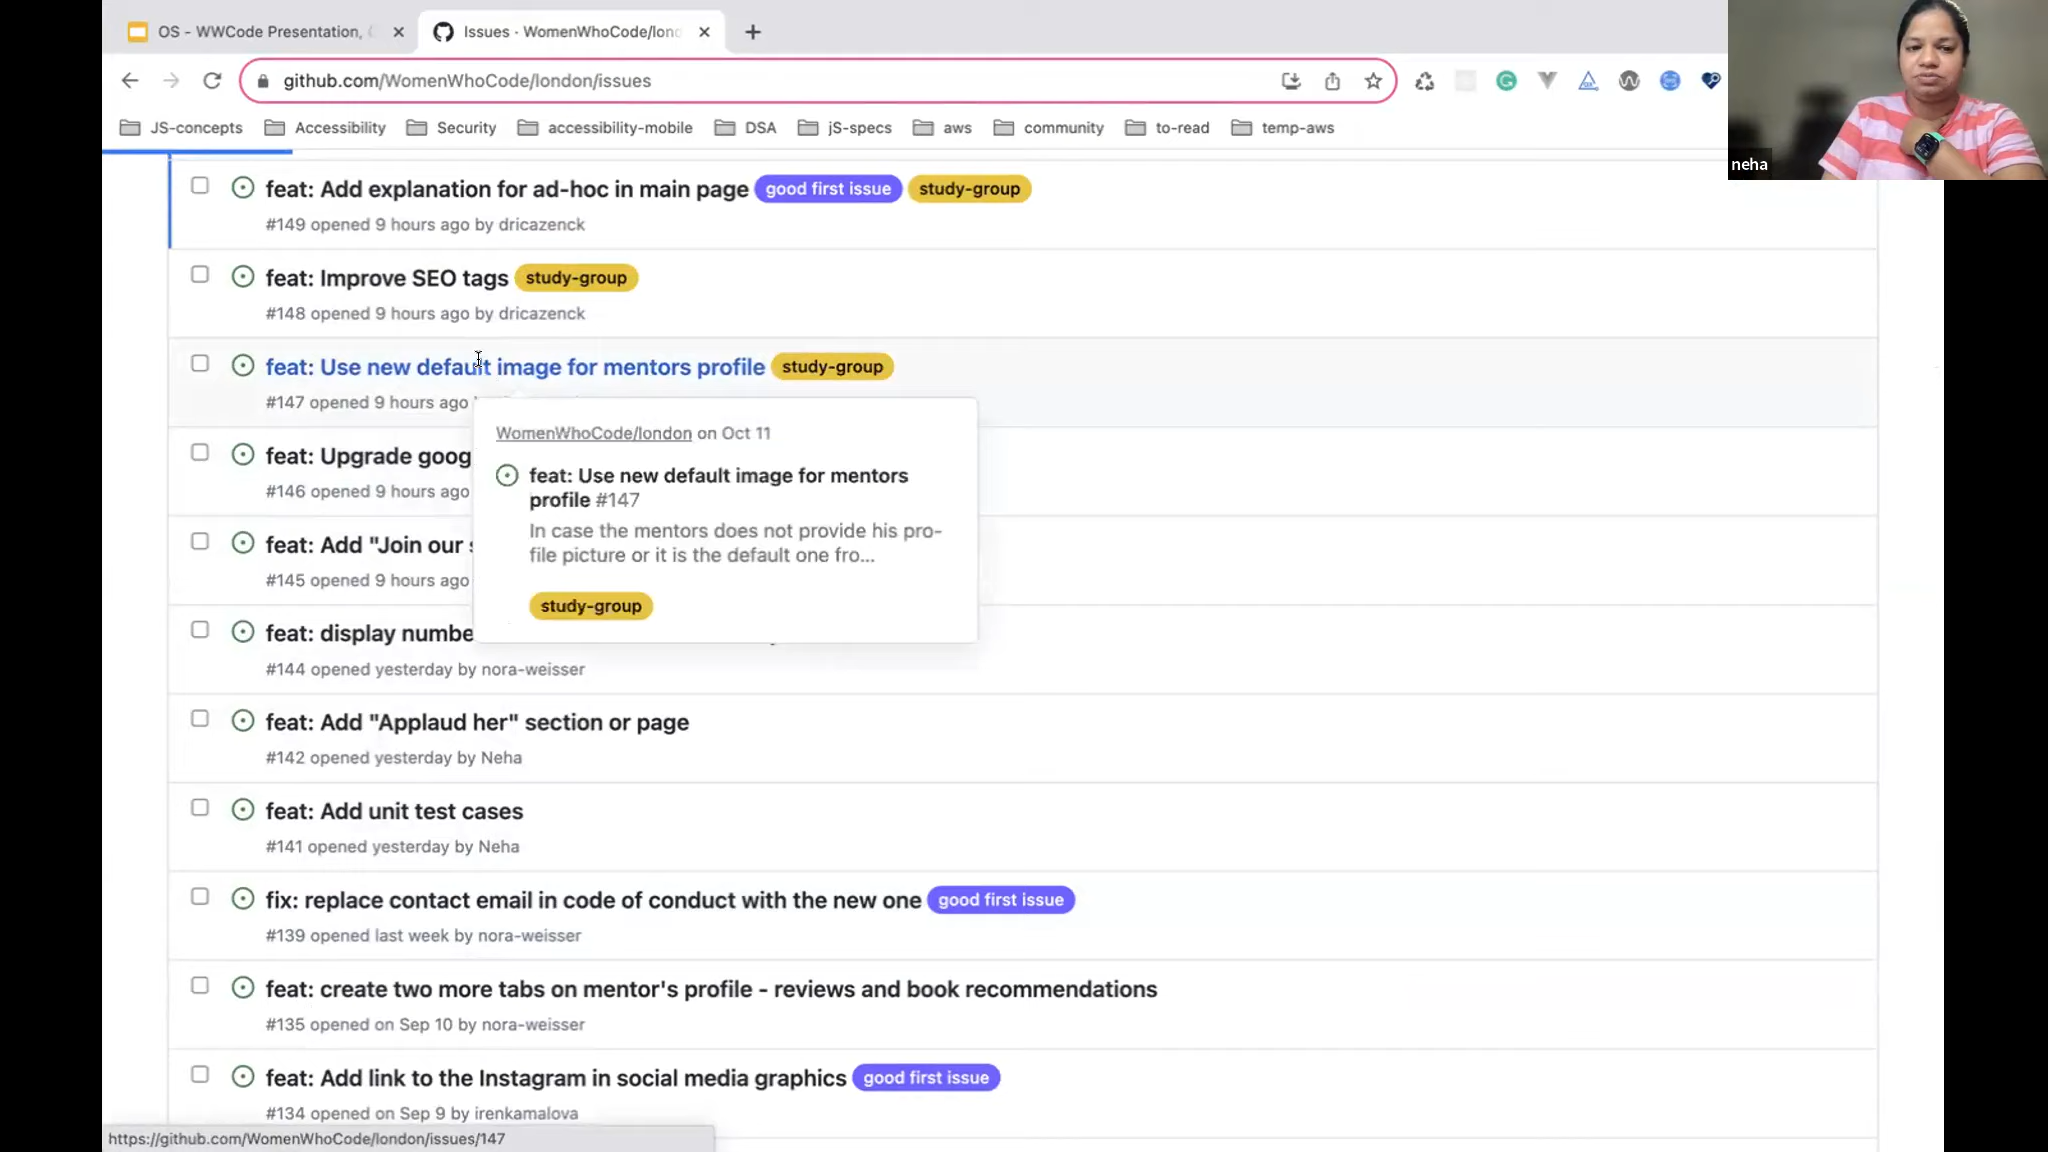 OS - WWCode Presentation,
Issues · WomenWhoCode/lond
github.com/WomenWhoCode/london/issues
JS-concepts Accessibility Security accessibility-mobile DSA jS-specs aws community to-read temp-aws
neha
feat: Add explanation for ad-hoc in main page good first issue study-group
#149 opened 9 hours ago by dricazenck
feat: Improve SEO tags study-group
#148 opened 9 hours ago by dricazenck
feat: Use new default image for mentors profile study-group
#147 opened 9 hours ago
WomenWhoCode/london on Oct 11
feat: Use new default image for mentors
profile #147
In case the mentors does not provide his pro-
file picture or it is the default one fro...
study-group
feat: Upgrade goog
#146 opened 9 hours ago
feat: Add "Join our
#145 opened 9 hours ago
feat: display numbe
#144 opened yesterday by nora-weisser
feat: Add "Applaud her" section or page
#142 opened yesterday by Neha
feat: Add unit test cases
#141 opened yesterday by Neha
fix: replace contact email in code of conduct with the new one good first issue
#139 opened last week by nora-weisser
feat: create two more tabs on mentor's profile - reviews and book recommendations
#135 opened on Sep 10 by nora-weisser
feat: Add link to the Instagram in social media graphics good first issue
#134 opened on Sep 9 by irenkamalova
https://github.com/WomenWhoCode/london/issues/147